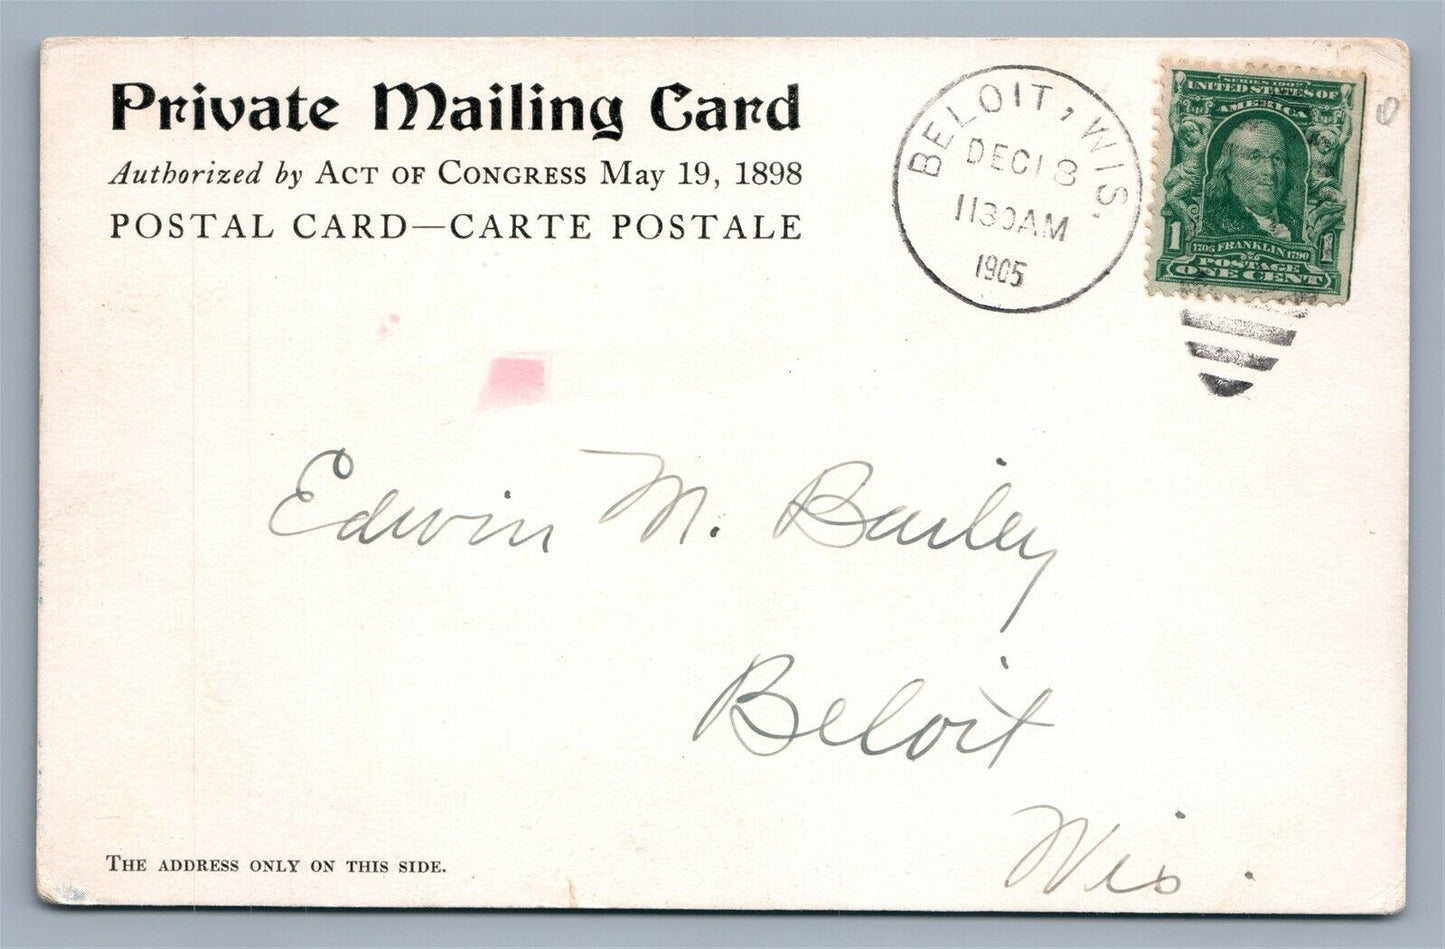 Private Mailing Card
Authorized by ACT OF CONGRESS May 19, 1898
POSTAL CARD—CARTE POSTALE
BELOIT, WIS.
DEC 18
1130AM
1905
SERIES 1902
UNITED STATES OF
AMERICA
1706 FRANKLIN 1790
1 1
POSTAGE
ONE CENT
Edwin M. Bailey
Beloit
Wis.
THE ADDRESS ONLY ON THIS SIDE.